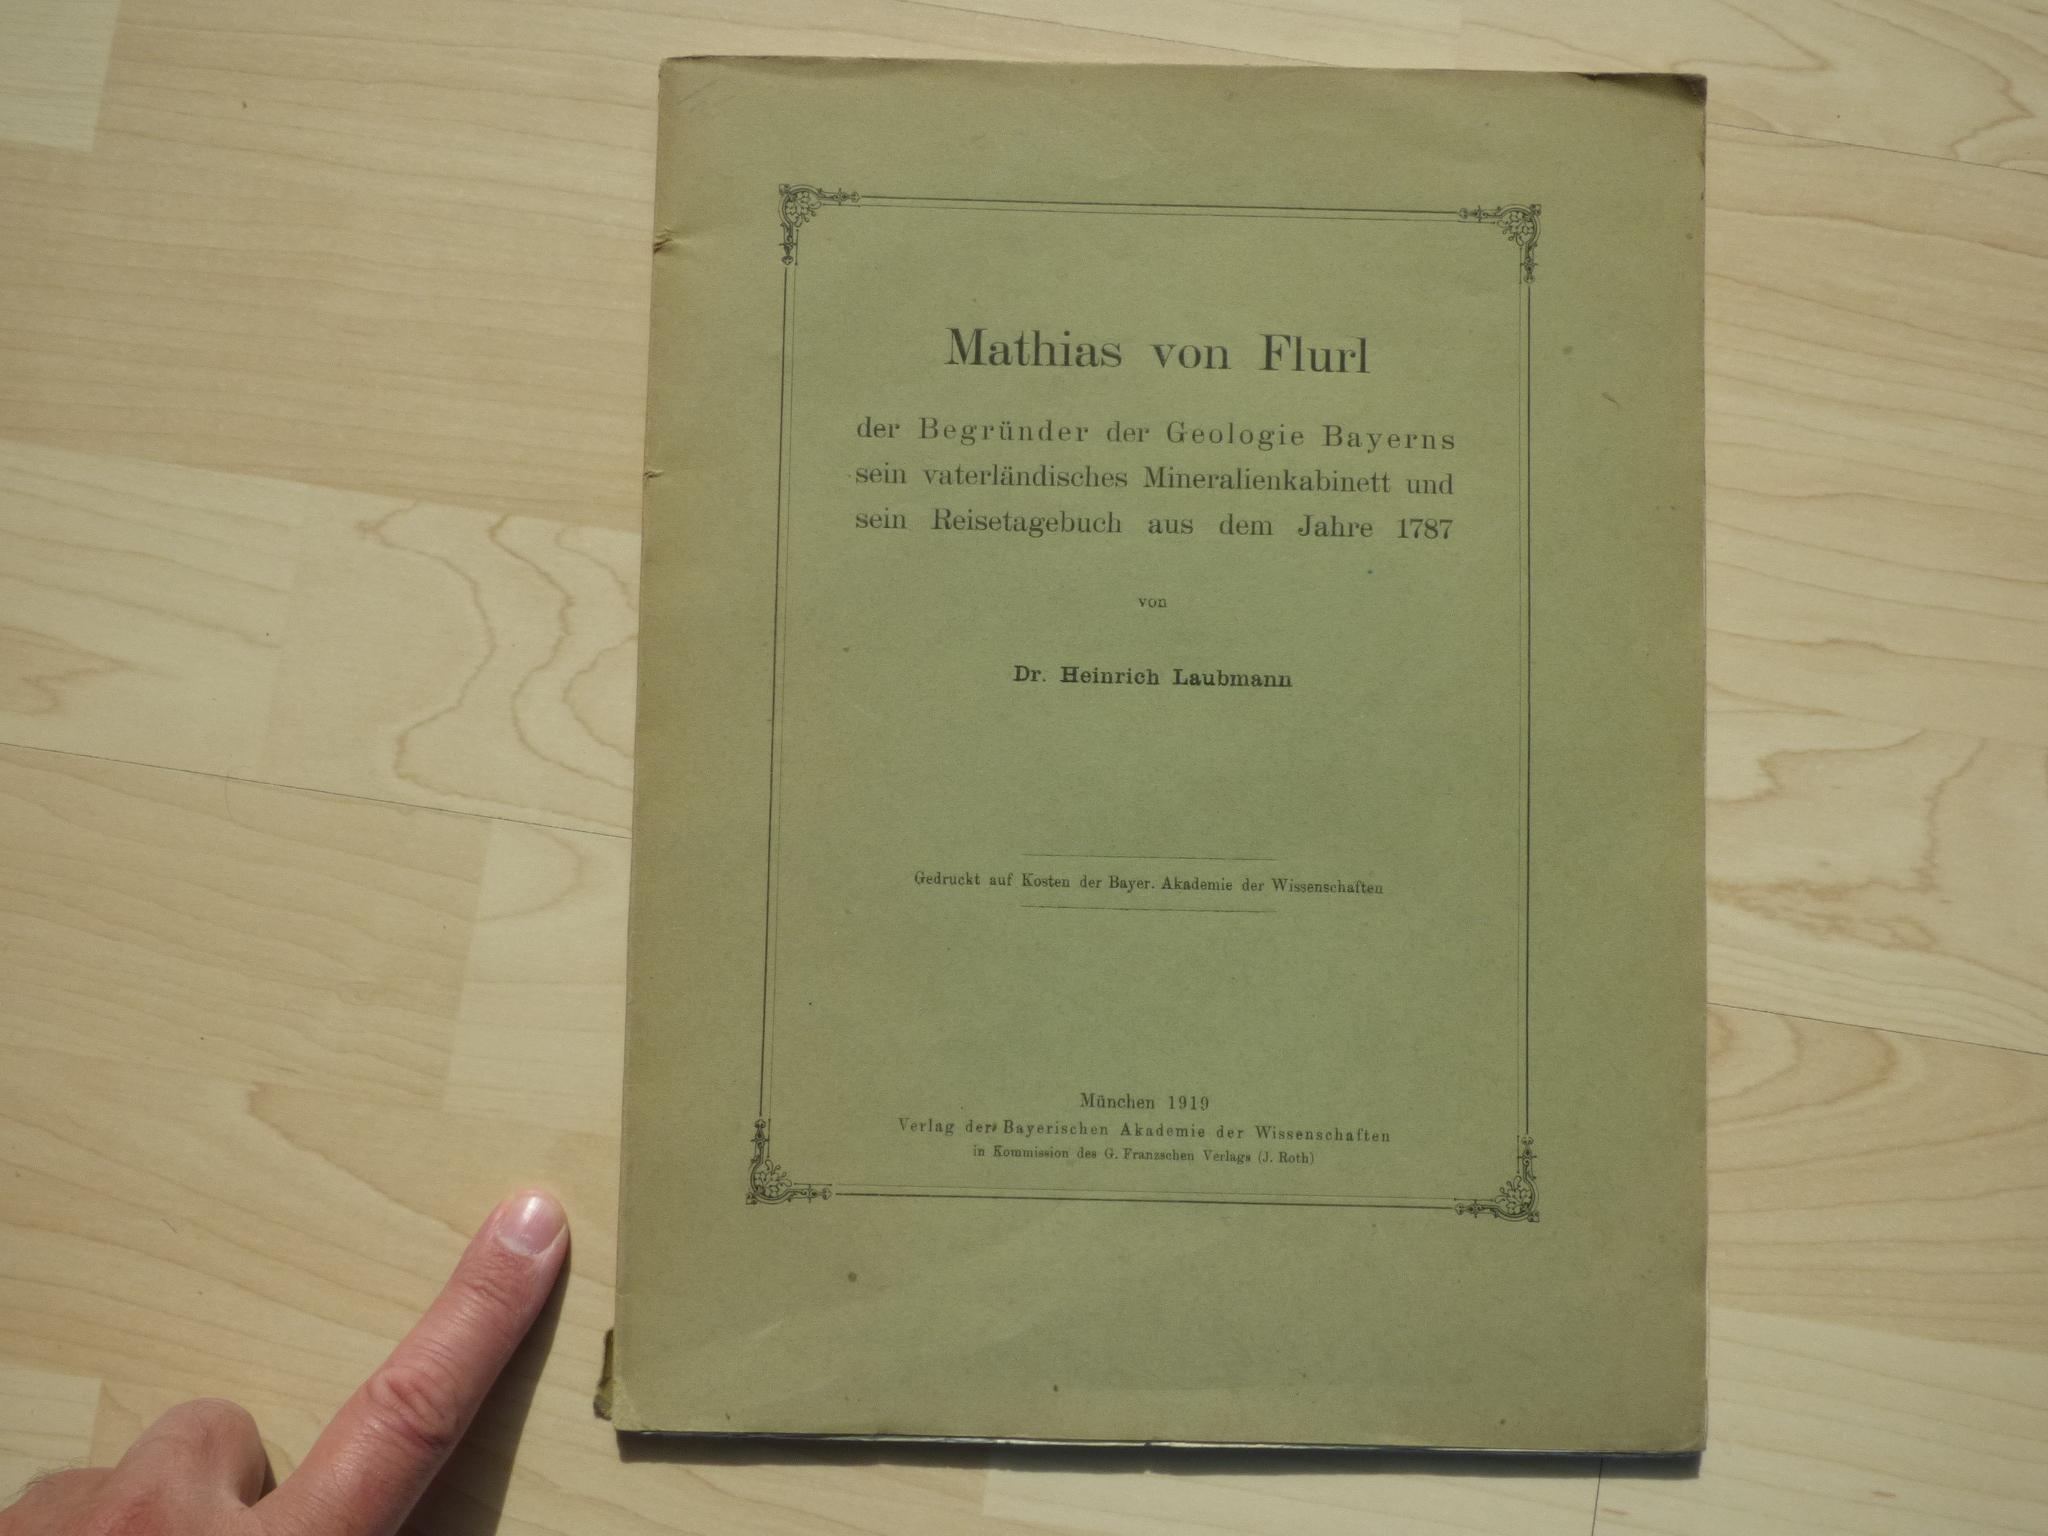 Mathias von Flurl
der Begründer der Geologie Bayerns
sein vaterländisches Mineralienkabinett und
sein Reisetagebuch aus dem Jahre 1787
von
Dr. Heinrich Laubmann
Gedruckt auf Kosten der Bayer. Akademie der Wissenschaften
München 1919
Verlag der Bayerischen Akademie der Wissenschaften
in Kommission des G. Franzschen Verlags (J. Roth)